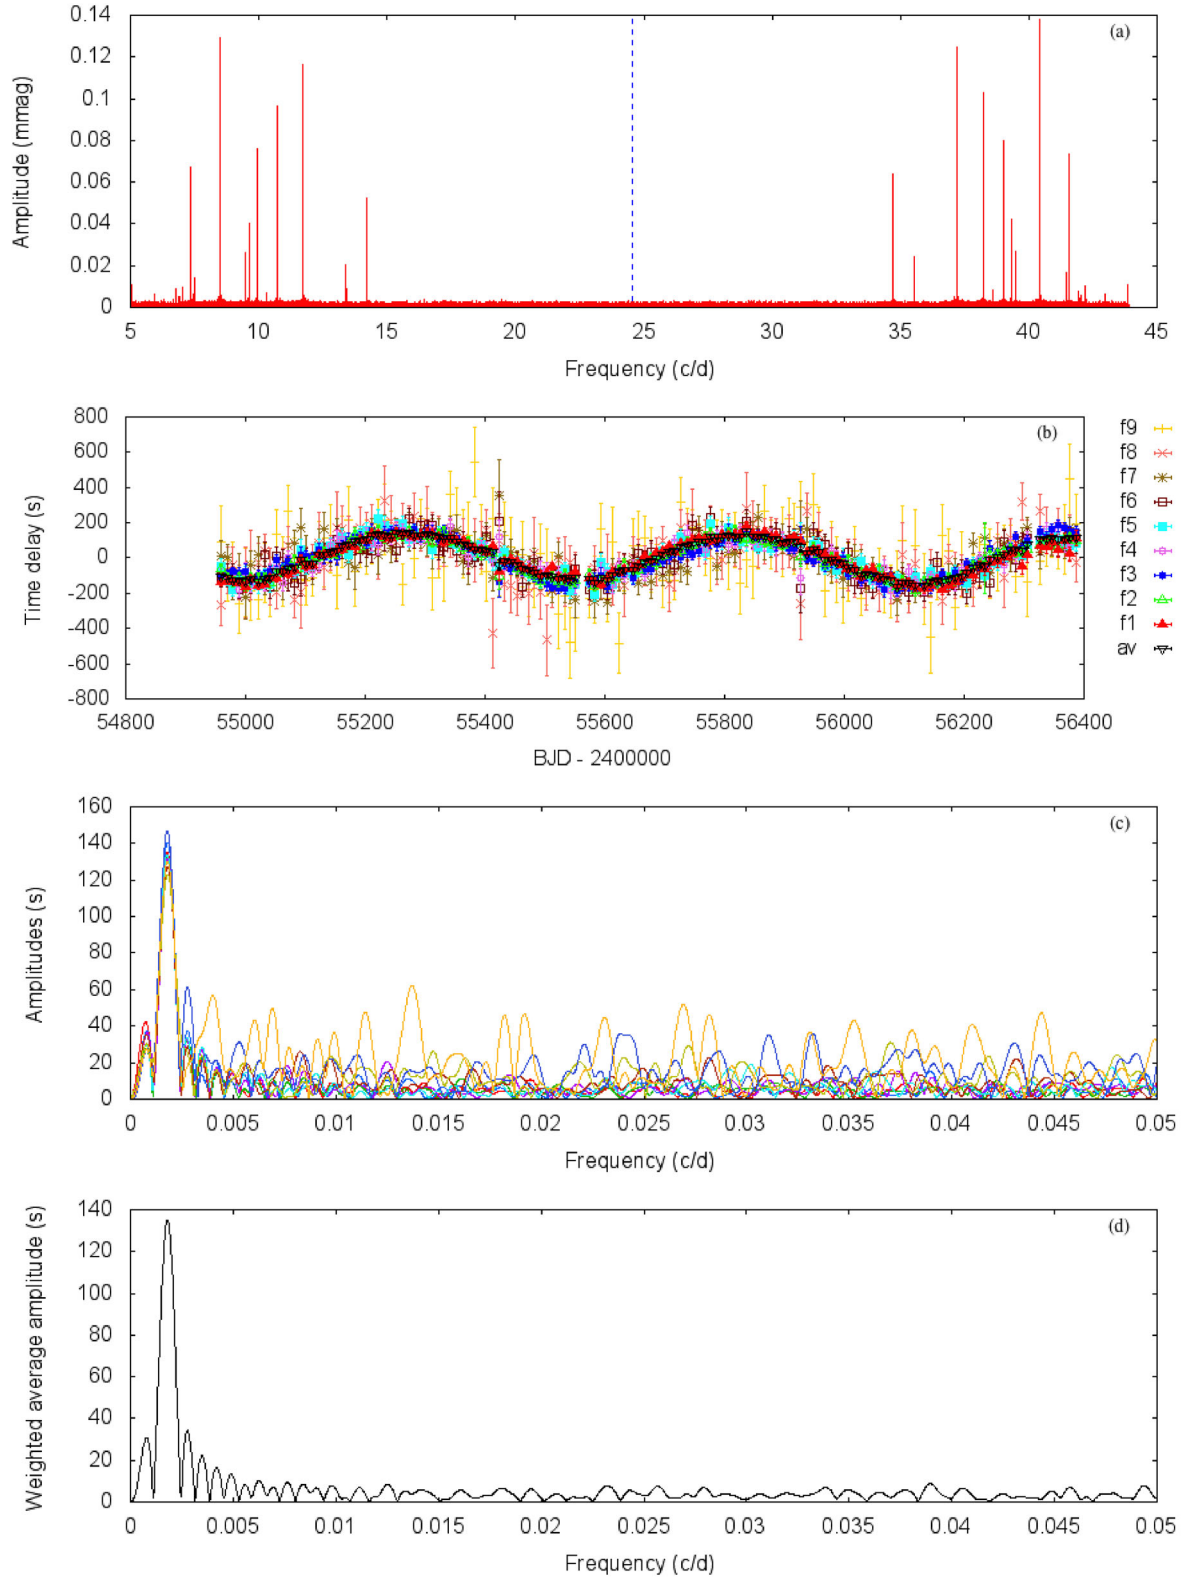 (a)
Amplitude (mmag)
0.14
0.12
0.1
0.08
0.06
0.04
0.02
0
5 10 15 20 25 30 35 40 45
Frequency (c/d)
(b)
Time delay (s)
800
600
400
200
0
-200
-400
-600
-800
54800 55000 55200 55400 55600 55800 56000 56200 56400
BJD - 2400000
f9
f8
f7
f6
f5
f4
f3
f2
f1
av
(c)
Amplitudes (s)
160
140
120
100
80
60
40
20
0
0 0.005 0.01 0.015 0.02 0.025 0.03 0.035 0.04 0.045 0.05
Frequency (c/d)
(d)
Weighted average amplitude (s)
140
120
100
80
60
40
20
0
0 0.005 0.01 0.015 0.02 0.025 0.03 0.035 0.04 0.045 0.05
Frequency (c/d)